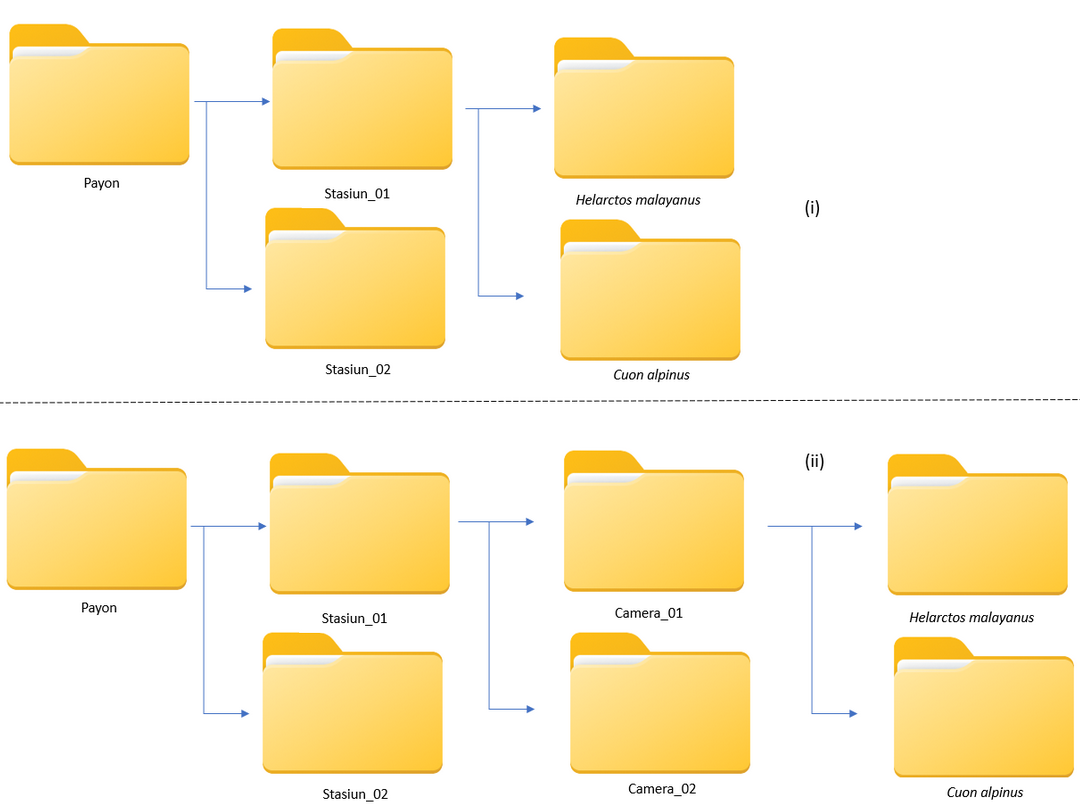 Payon
Stasiun_01
Helarctos malayanus
(i)
Stasiun_02
Cuon alpinus
(ii)
Payon
Stasiun_01
Camera_01
Helarctos malayanus
Stasiun_02
Camera_02
Cuon alpinus